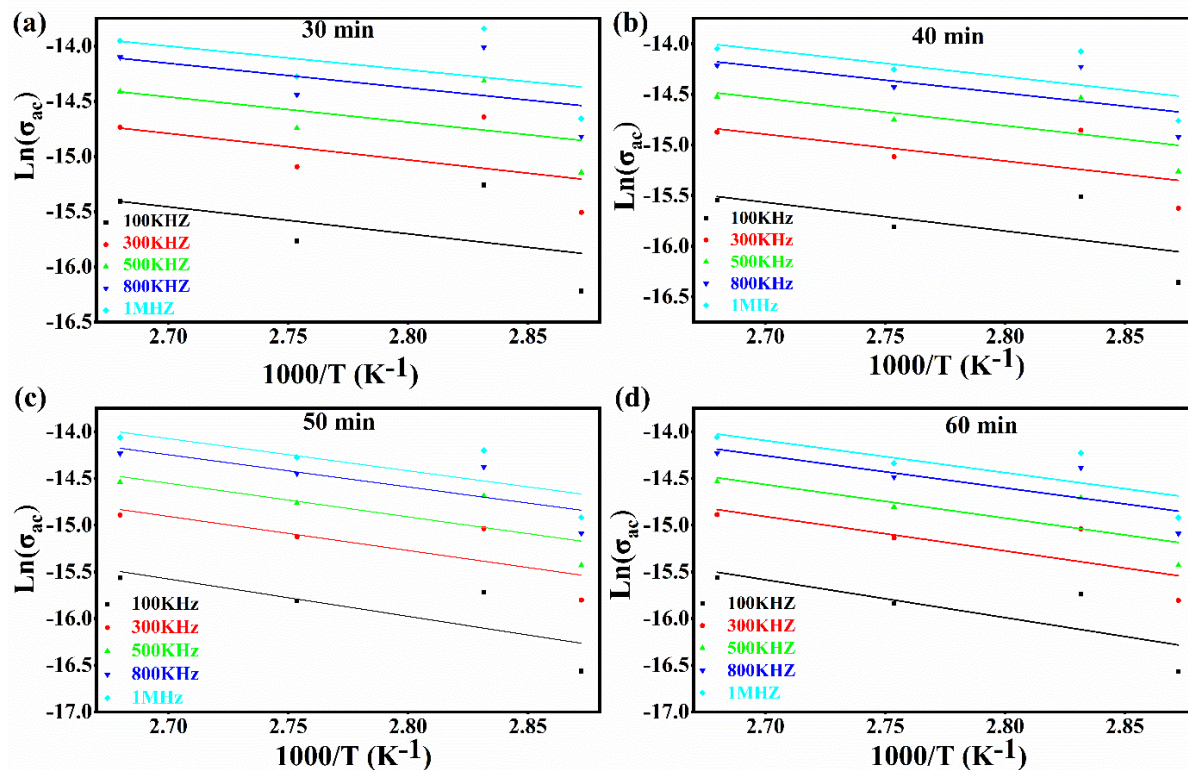 (a)
30 min
-14.0
-14.5
-15.0
-15.5
-16.0
-16.5
Ln(σac)
100KHZ
300KHZ
500KHZ
800KHZ
1MHZ
2.70
2.75
2.80
2.85
1000/T (K-1)
(b)
40 min
-14.0
-14.5
-15.0
-15.5
-16.0
-16.5
Ln(σac)
100KHz
300KHz
500KHz
800KHz
1MHz
2.70
2.75
2.80
2.85
1000/T (K-1)
(c)
50 min
-14.0
-14.5
-15.0
-15.5
-16.0
-16.5
-17.0
Ln(σac)
100KHz
300KHz
500KHz
800KHz
1MHz
2.70
2.75
2.80
2.85
1000/T (K-1)
(d)
60 min
-14.0
-14.5
-15.0
-15.5
-16.0
-16.5
-17.0
Ln(σac)
100KHZ
300KHZ
500KHZ
800KHZ
1MHZ
2.70
2.75
2.80
2.85
1000/T (K-1)